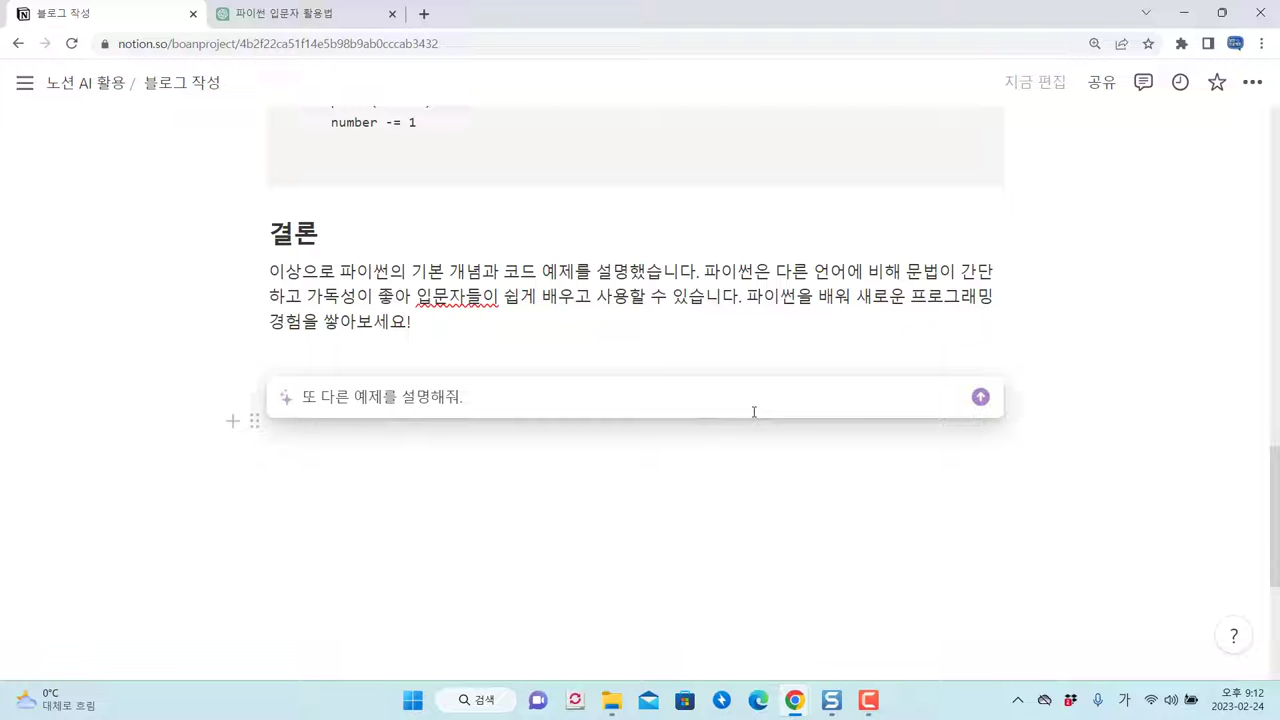 블로그 작성
파이썬 입문자 활용법
notion.so/boanproject/4b2f22ca51f14e5b98b9ab0cccab3432
노션 AI 활용 / 블로그 작성
지금 편집
공유
number -= 1
결론
이상으로 파이썬의 기본 개념과 코드 예제를 설명했습니다. 파이썬은 다른 언어에 비해 문법이 간단
하고 가독성이 좋아 입문자들이 쉽게 배우고 사용할 수 있습니다. 파이썬을 배워 새로운 프로그래밍
경험을 쌓아보세요!
또 다른 예제를 설명해줘.
?
0°C
대체로 흐림
검색
가
오후 9:12
2023-02-24